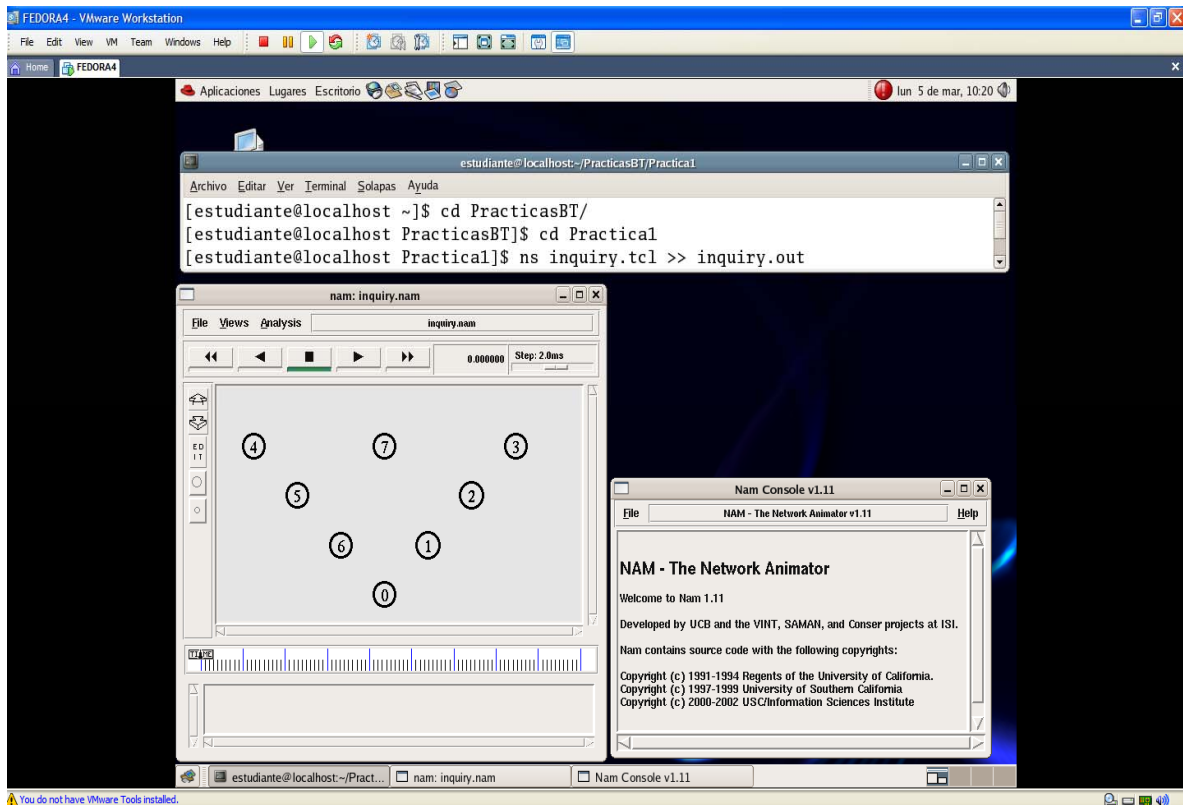 FEDORA4 - VMware Workstation
File Edit View VM Team Windows Help
Home FEDORA4
Aplicaciones Lugares Escritorio
lun 5 de mar, 10:20
estudiante@localhost:~/PracticasBT/Practica1
Archivo Editar Ver Terminal Solapas Ayuda
[estudiante@localhost ~]$ cd PracticasBT/
[estudiante@localhost PracticasBT]$ cd Practica1
[estudiante@localhost Practica1]$ ns inquiry.tcl >> inquiry.out
nam: inquiry.nam
File Views Analysis inquiry.nam
0.000000 Step: 2.0ms
ED
IT
4 7 3
5 2
6 1
0
TIME
Nam Console v1.11
File NAM - The Network Animator v1.11 Help
NAM - The Network Animator
Welcome to Nam 1.11
Developed by UCB and the VINT, SAMAN, and Conser projects at ISI.
Nam contains source code with the following copyrights:
Copyright (c) 1991-1994 Regents of the University of California.
Copyright (c) 1997-1999 University of Southern California
Copyright (c) 2000-2002 USC/Information Sciences Institute
estudiante@localhost:~/Pract... nam: inquiry.nam Nam Console v1.11
You do not have VMware Tools installed.